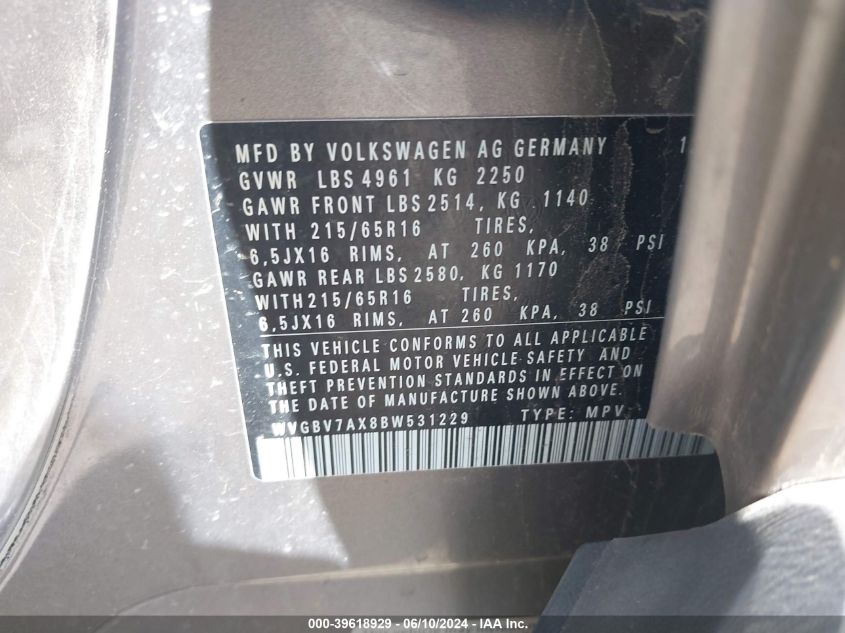 MFD BY VOLKSWAGEN AG GERMANY
GVWR LBS 4961 KG 2250
GAWR FRONT LBS 2514, KG 1140
WITH 215/65R16 TIRES,
6,5JX16 RIMS, AT 260 KPA, 38 PSI
GAWR REAR LBS 2580, KG 1170
WITH 215/65R16 TIRES,
6,5JX16 RIMS, AT 260 KPA, 38 PSI
THIS VEHICLE CONFORMS TO ALL APPLICABLE
U.S. FEDERAL MOTOR VEHICLE SAFETY AND
THEFT PREVENTION STANDARDS IN EFFECT ON
THE DATE OF MANUFACTURE SHOWN ABOVE.
WVGBV7AX8BW531229 TYPE: MPV
000-39618929 - 06/10/2024 - IAA Inc.